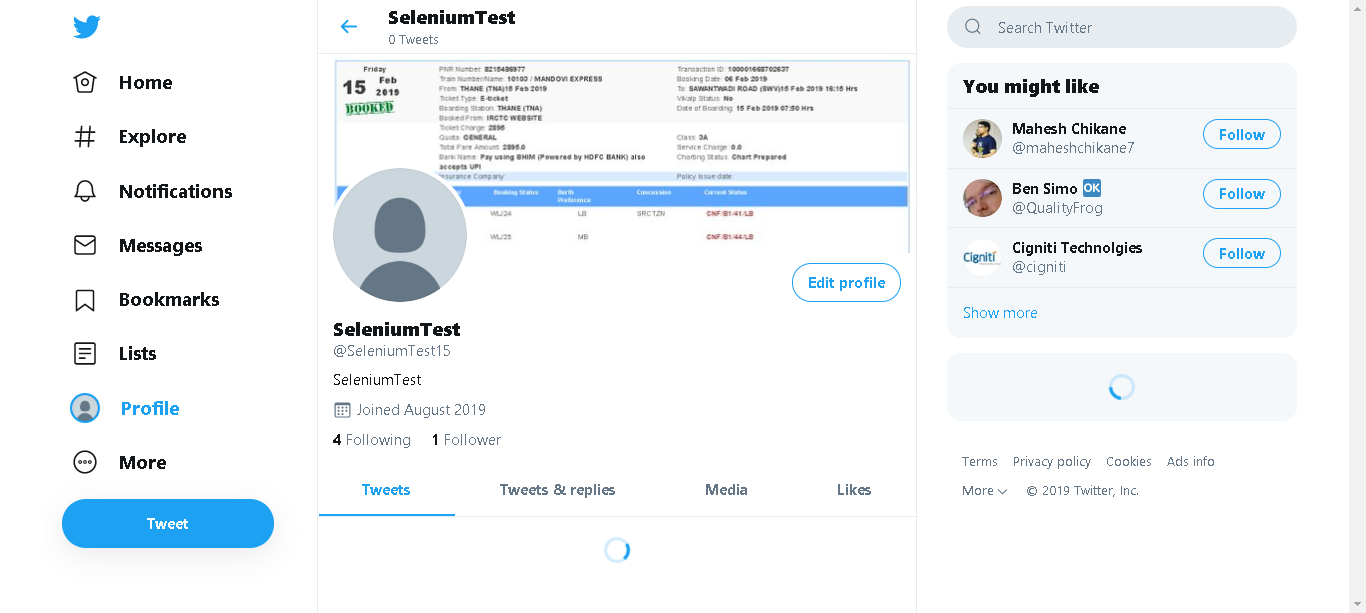 Home
Explore
Notifications
Messages
Bookmarks
Lists
Profile
More
Tweet
SeleniumTest
0 Tweets
Friday
15 Feb 2019
BOOKED
PNR Number: 8215486977
Train Number/Name: 10103 / MANDOVI EXPRESS
From: THANE (TNA)15 Feb 2019
Ticket Type: E-ticket
Boarding Station: THANE (TNA)
Booked From: IRCTC WEBSITE
Ticket Charge: 2895
Quota: GENERAL
Total Fare Amount: 2895.0
Bank Name: Pay using BHIM (Powered by HDFC BANK) also accepts UPI
Insurance Company:
Transaction ID: 100001668702637
Booking Date: 06 Feb 2019
To: SAWANTWADI ROAD (SWV)15 Feb 2019 16:15 Hrs
Vikalp Status: No
Date of Boarding: 15 Feb 2019 07:50 Hrs
Class: 3A
Service Charge: 0.0
Charting Status: Chart Prepared
Policy Issue date:
Booking Status Berth Preference Concession Current Status
WL/24 LB SRCTZN CNF/B1/41/LB
WL/25 MB CNF/B1/44/LB
Edit profile
SeleniumTest
@SeleniumTest15
SeleniumTest
Joined August 2019
4 Following 1 Follower
Tweets Tweets & replies Media Likes
Search Twitter
You might like
Mahesh Chikane
@maheshchikane7
Follow
Ben Simo OK
@QualityFrog
Follow
Cigniti
Cigniti Technolgies
@cigniti
Follow
Show more
Terms Privacy policy Cookies Ads info
More © 2019 Twitter, Inc.